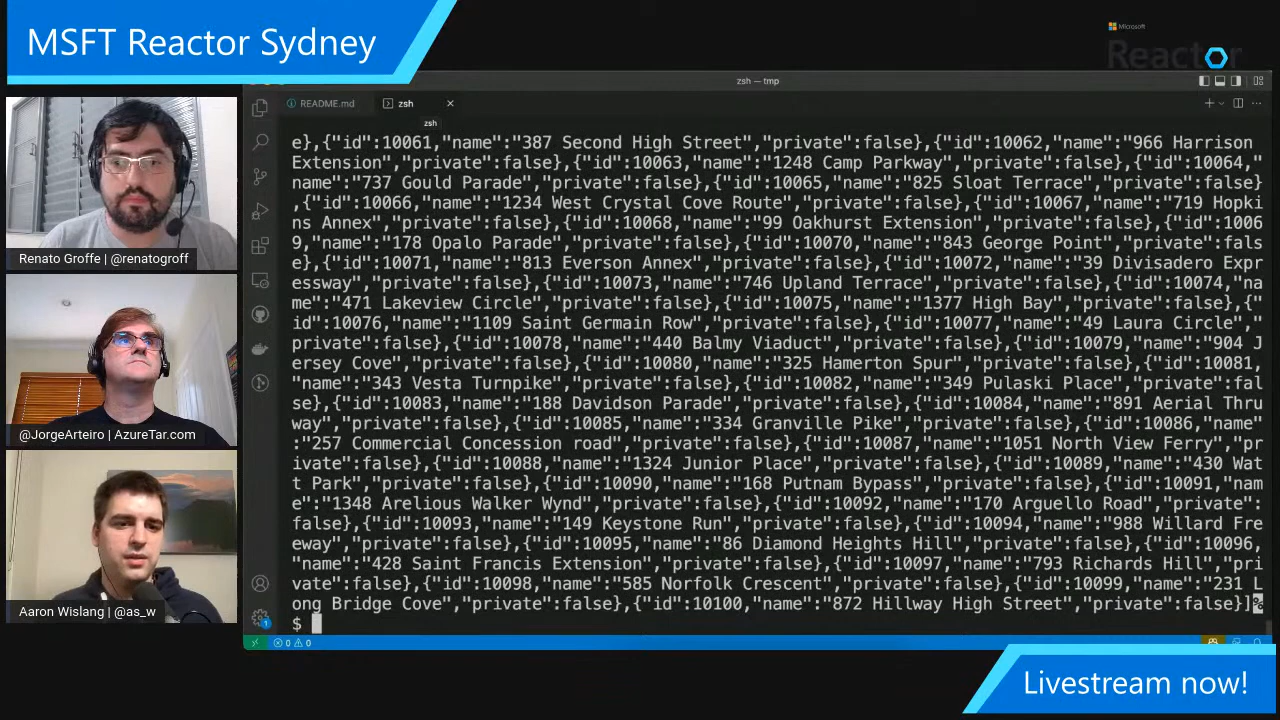 MSFT Reactor Sydney
Microsoft
Reactor
zsh — tmp
README.md
zsh
zsh
e},{"id":10061,"name":"387 Second High Street","private":false},{"id":10062,"name":"966 Harrison
Extension","private":false},{"id":10063,"name":"1248 Camp Parkway","private":false},{"id":10064,"
name":"737 Gould Parade","private":false},{"id":10065,"name":"825 Sloat Terrace","private":false}
,{"id":10066,"name":"1234 West Crystal Cove Route","private":false},{"id":10067,"name":"719 Hopki
ns Annex","private":false},{"id":10068,"name":"99 Oakhurst Extension","private":false},{"id":1006
9,"name":"178 Opalo Parade","private":false},{"id":10070,"name":"843 George Point","private":fals
e},{"id":10071,"name":"813 Everson Annex","private":false},{"id":10072,"name":"39 Divisadero Expr
essway","private":false},{"id":10073,"name":"746 Upland Terrace","private":false},{"id":10074,"na
me":"471 Lakeview Circle","private":false},{"id":10075,"name":"1377 High Bay","private":false},{"
id":10076,"name":"1109 Saint Germain Row","private":false},{"id":10077,"name":"49 Laura Circle","
private":false},{"id":10078,"name":"440 Balmy Viaduct","private":false},{"id":10079,"name":"904 J
ersey Cove","private":false},{"id":10080,"name":"325 Hamerton Spur","private":false},{"id":10081,
"name":"343 Vesta Turnpike","private":false},{"id":10082,"name":"349 Pulaski Place","private":fal
se},{"id":10083,"name":"188 Davidson Parade","private":false},{"id":10084,"name":"891 Aerial Thru
way","private":false},{"id":10085,"name":"334 Granville Pike","private":false},{"id":10086,"name"
:"257 Commercial Concession road","private":false},{"id":10087,"name":"1051 North View Ferry","pr
ivate":false},{"id":10088,"name":"1324 Junior Place","private":false},{"id":10089,"name":"430 Wat
t Park","private":false},{"id":10090,"name":"168 Putnam Bypass","private":false},{"id":10091,"nam
e":"1348 Arelious Walker Wynd","private":false},{"id":10092,"name":"170 Arguello Road","private":
false},{"id":10093,"name":"149 Keystone Run","private":false},{"id":10094,"name":"988 Willard Fre
eway","private":false},{"id":10095,"name":"86 Diamond Heights Hill","private":false},{"id":10096,
"name":"428 Saint Francis Extension","private":false},{"id":10097,"name":"793 Richards Hill","pri
vate":false},{"id":10098,"name":"585 Norfolk Crescent","private":false},{"id":10099,"name":"231 L
ong Bridge Cove","private":false},{"id":10100,"name":"872 Hillway High Street","private":false}]%
$
Renato Groffe | @renatogroff
@JorgeArteiro | AzureTar.com
Aaron Wislang | @as_w
1
0 0
Livestream now!